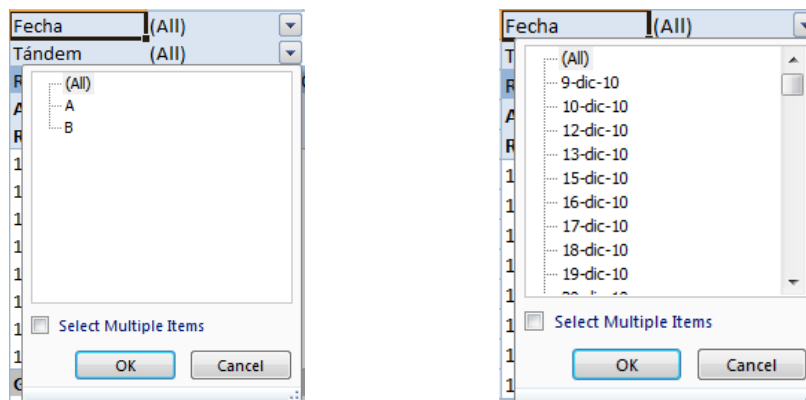 Fecha (All)
Tándem (All)
(All)
A
B
Select Multiple Items
OK Cancel
Fecha (All)
(All)
9-dic-10
10-dic-10
12-dic-10
13-dic-10
15-dic-10
16-dic-10
17-dic-10
18-dic-10
19-dic-10
Select Multiple Items
OK Cancel